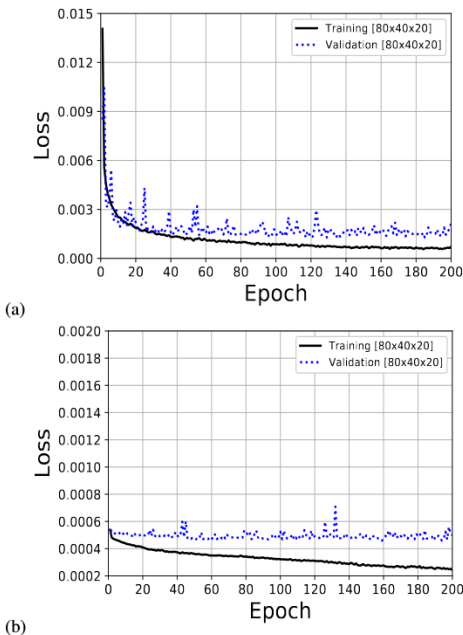 0.015
0.012
0.009
0.006
0.003
0.000
Loss
Training [80x40x20]
Validation [80x40x20]
0 20 40 60 80 100 120 140 160 180 200
Epoch
(a)
0.0020
0.0018
0.0016
0.0014
0.0012
0.0010
0.0008
0.0006
0.0004
0.0002
Loss
Training [80x40x20]
Validation [80x40x20]
0 20 40 60 80 100 120 140 160 180 200
Epoch
(b)